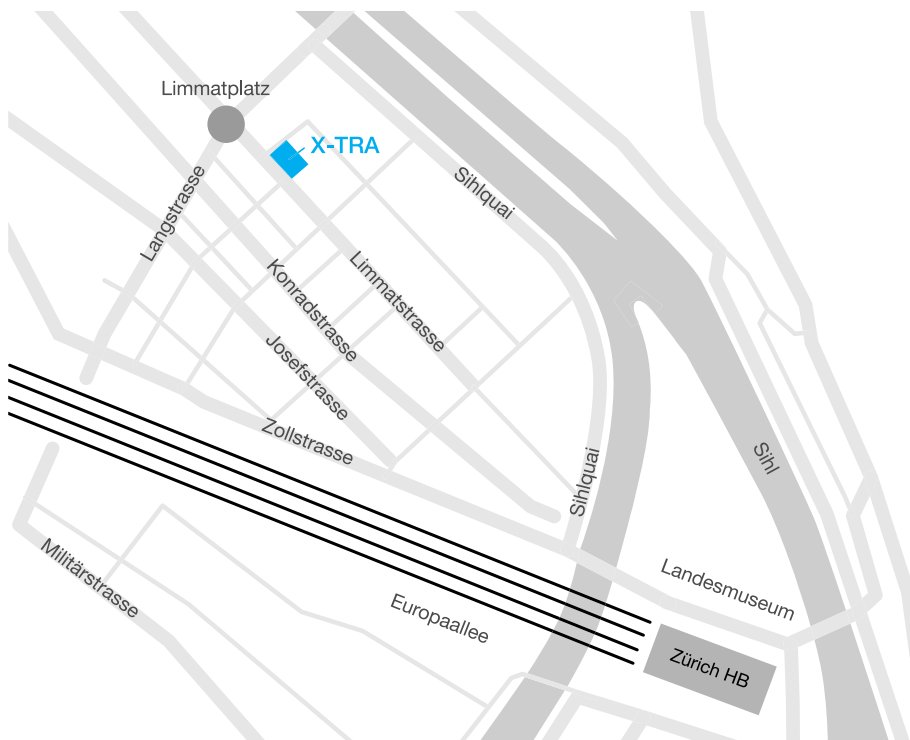 Limmatplatz
X-TRA
Langstrasse
Sihlquai
Limmatstrasse
Konradstrasse
Josefstrasse
Zollstrasse
Sihlquai
Sihl
Militärstrasse
Europaallee
Landesmuseum
Zürich HB